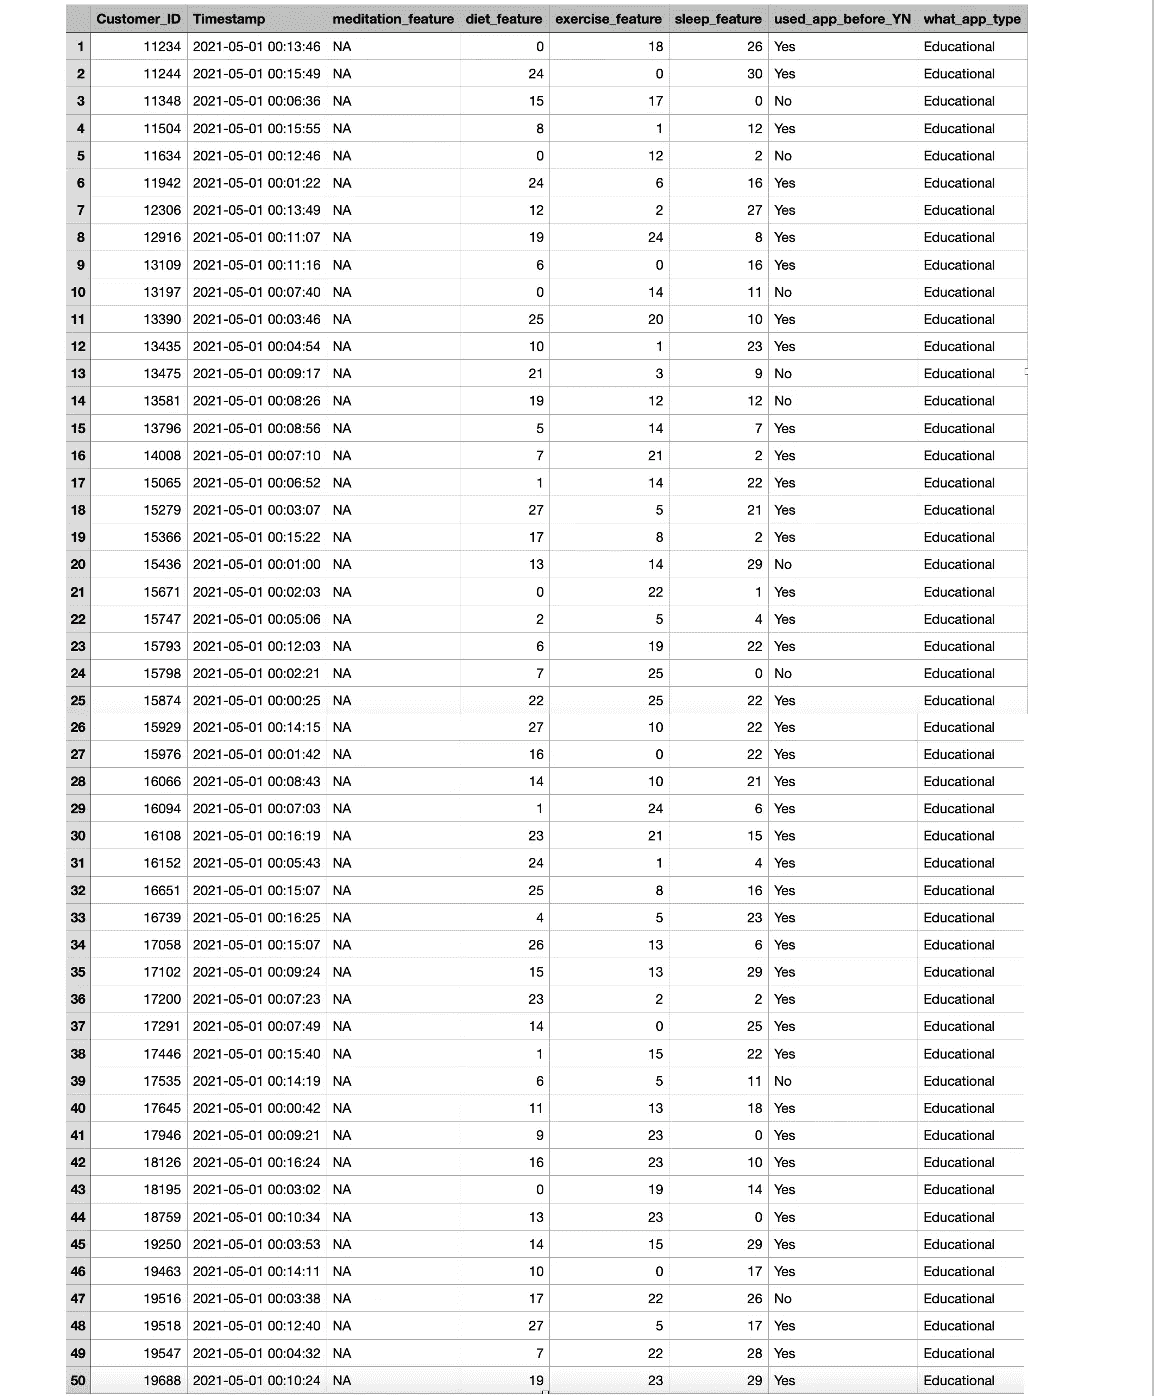 Customer_ID Timestamp meditation_feature diet_feature exercise_feature sleep_feature used_app_before_YN what_app_type
1 11234 2021-05-01 00:13:46 NA 0 18 26 Yes Educational
2 11244 2021-05-01 00:15:49 NA 24 0 30 Yes Educational
3 11348 2021-05-01 00:06:36 NA 15 17 0 No Educational
4 11504 2021-05-01 00:15:55 NA 8 1 12 Yes Educational
5 11634 2021-05-01 00:12:46 NA 0 12 2 No Educational
6 11942 2021-05-01 00:01:22 NA 24 6 16 Yes Educational
7 12306 2021-05-01 00:13:49 NA 12 2 27 Yes Educational
8 12916 2021-05-01 00:11:07 NA 19 24 8 Yes Educational
9 13109 2021-05-01 00:11:16 NA 6 0 16 Yes Educational
10 13197 2021-05-01 00:07:40 NA 0 14 11 No Educational
11 13390 2021-05-01 00:03:46 NA 25 20 10 Yes Educational
12 13435 2021-05-01 00:04:54 NA 10 1 23 Yes Educational
13 13475 2021-05-01 00:09:17 NA 21 3 9 No Educational
14 13581 2021-05-01 00:08:26 NA 19 12 12 No Educational
15 13796 2021-05-01 00:08:56 NA 5 14 7 Yes Educational
16 14008 2021-05-01 00:07:10 NA 7 21 2 Yes Educational
17 15065 2021-05-01 00:06:52 NA 1 14 22 Yes Educational
18 15279 2021-05-01 00:03:07 NA 27 5 21 Yes Educational
19 15366 2021-05-01 00:15:22 NA 17 8 2 Yes Educational
20 15436 2021-05-01 00:01:00 NA 13 14 29 No Educational
21 15671 2021-05-01 00:02:03 NA 0 22 1 Yes Educational
22 15747 2021-05-01 00:05:06 NA 2 5 4 Yes Educational
23 15793 2021-05-01 00:12:03 NA 6 19 22 Yes Educational
24 15798 2021-05-01 00:02:21 NA 7 25 0 No Educational
25 15874 2021-05-01 00:00:25 NA 22 25 22 Yes Educational
26 15929 2021-05-01 00:14:15 NA 27 10 22 Yes Educational
27 15976 2021-05-01 00:01:42 NA 16 0 22 Yes Educational
28 16066 2021-05-01 00:08:43 NA 14 10 21 Yes Educational
29 16094 2021-05-01 00:07:03 NA 1 24 6 Yes Educational
30 16108 2021-05-01 00:16:19 NA 23 21 15 Yes Educational
31 16152 2021-05-01 00:05:43 NA 24 1 4 Yes Educational
32 16651 2021-05-01 00:15:07 NA 25 8 16 Yes Educational
33 16739 2021-05-01 00:16:25 NA 4 5 23 Yes Educational
34 17058 2021-05-01 00:15:07 NA 26 13 6 Yes Educational
35 17102 2021-05-01 00:09:24 NA 15 13 29 Yes Educational
36 17200 2021-05-01 00:07:23 NA 23 2 2 Yes Educational
37 17291 2021-05-01 00:07:49 NA 14 0 25 Yes Educational
38 17446 2021-05-01 00:15:40 NA 1 15 22 Yes Educational
39 17535 2021-05-01 00:14:19 NA 6 5 11 No Educational
40 17645 2021-05-01 00:00:42 NA 11 13 18 Yes Educational
41 17946 2021-05-01 00:09:21 NA 9 23 0 Yes Educational
42 18126 2021-05-01 00:16:24 NA 16 23 10 Yes Educational
43 18195 2021-05-01 00:03:02 NA 0 19 14 Yes Educational
44 18759 2021-05-01 00:10:34 NA 13 23 0 Yes Educational
45 19250 2021-05-01 00:03:53 NA 14 15 29 Yes Educational
46 19463 2021-05-01 00:14:11 NA 10 0 17 Yes Educational
47 19516 2021-05-01 00:03:38 NA 17 22 26 No Educational
48 19518 2021-05-01 00:12:40 NA 27 5 17 Yes Educational
49 19547 2021-05-01 00:04:32 NA 7 22 28 Yes Educational
50 19688 2021-05-01 00:10:24 NA 19 23 29 Yes Educational